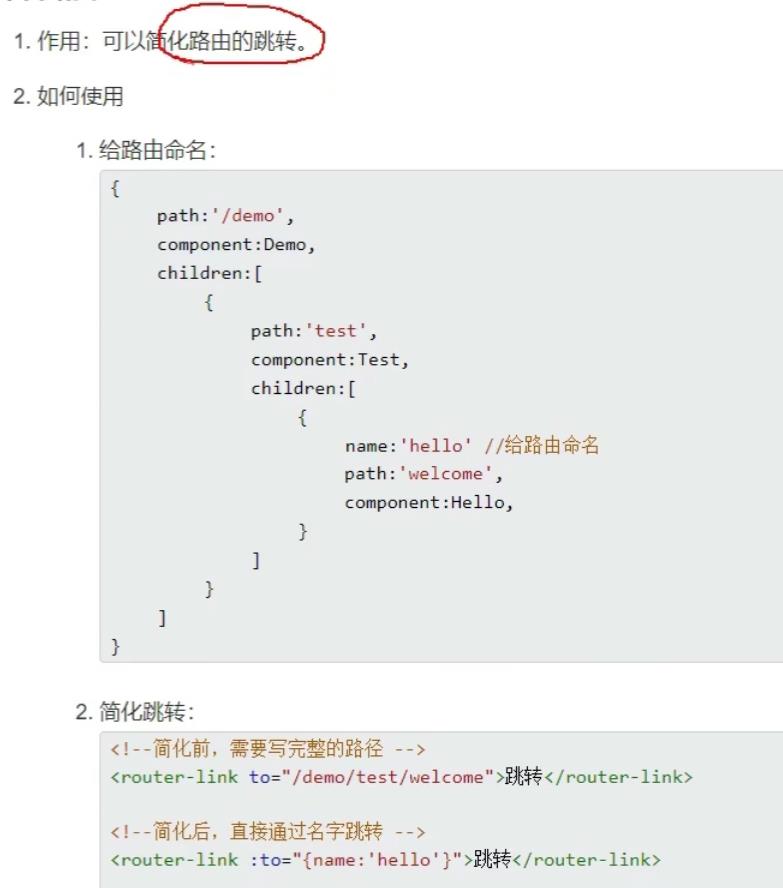 1. 作用：可以简化路由的跳转。
2. 如何使用
1. 给路由命名：
{
path:'/demo',
component:Demo,
children:[
{
path:'test',
component:Test,
children:[
{
name:'hello' //给路由命名
path:'welcome',
component:Hello,
}
]
}
]
}
2. 简化跳转：
<!--简化前，需要写完整的路径 -->
<router-link to="/demo/test/welcome">跳转</router-link>
<!--简化后，直接通过名字跳转 -->
<router-link :to="{name:'hello'}">跳转</router-link>